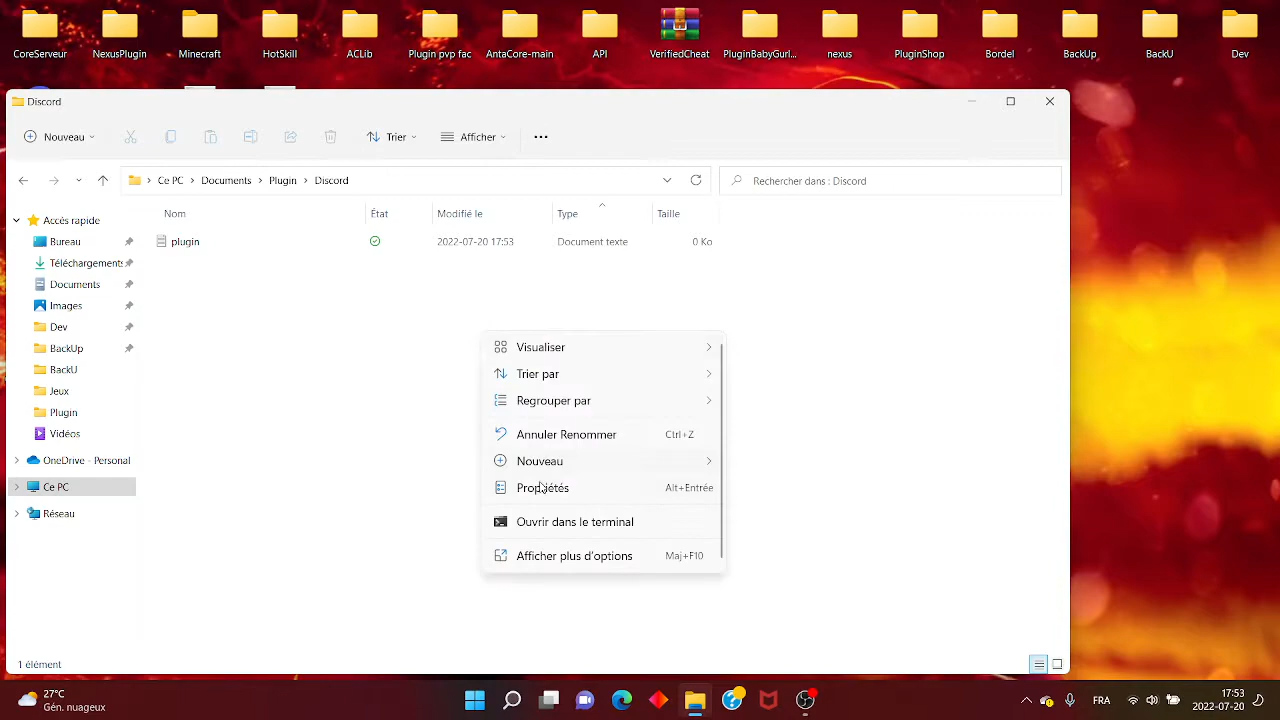 CoreServeur NexusPlugin Minecraft HotSkill ACLib Plugin pvp fac AntaCore-main API VerifiedCheat PluginBabyGurl... nexus PluginShop Bordel BackUp BackU Dev
Discord
Nouveau Trier Afficher ...
Ce PC Documents Plugin Discord Rechercher dans : Discord
Accès rapide Nom État Modifié le Type Taille
Bureau plugin 2022-07-20 17:53 Document texte 0 Ko
Téléchargements
Documents
Images
Dev
BackUp
BackU
Jeux
Plugin
Vidéos
OneDrive - Personal
Ce PC
Réseau
Visualiser
Trier par
Regrouper par
Annuler Renommer Ctrl+Z
Nouveau
Propriétés Alt+Entrée
Ouvrir dans le terminal
Afficher plus d'options Maj+F10
1 élément
27°C
Gén. nuageux
FRA
17:53
2022-07-20